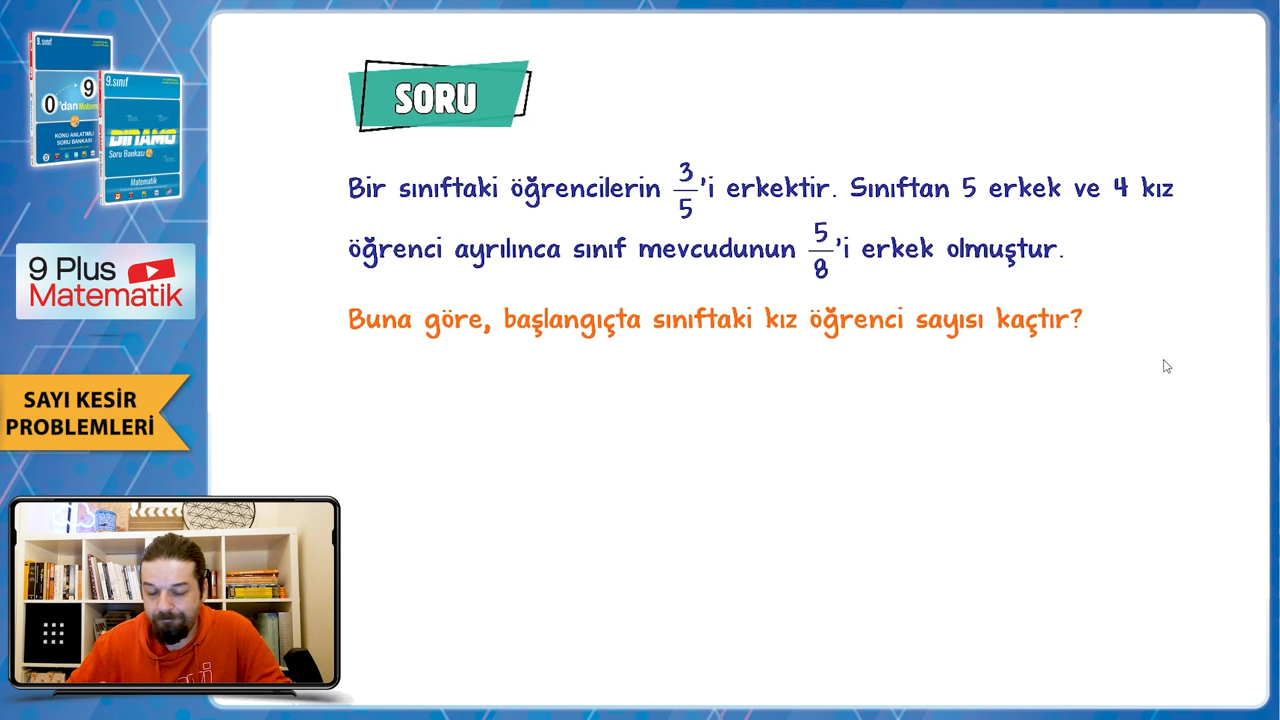 9.sınıf
0'dan 9
Matem
KONU ANLATIMLI
SORU BANKASI
9.sınıf
DİNAMO
Soru Bankası
Matematik
9 Plus
Matematik
SAYI KESİR
PROBLEMLERİ
SORU
Bir sınıftaki öğrencilerin 3/5'i erkektir. Sınıftan 5 erkek ve 4 kız
öğrenci ayrılınca sınıf mevcudunun 5/8'i erkek olmuştur.
Buna göre, başlangıçta sınıftaki kız öğrenci sayısı kaçtır?